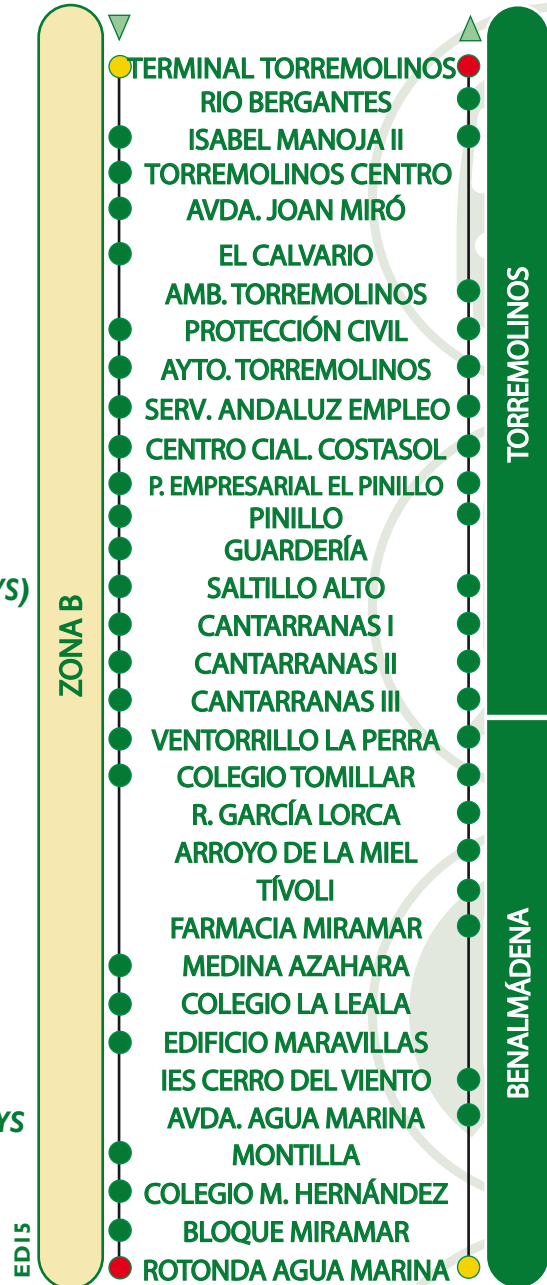 TERMINAL TORREMOLINOS
RIO BERGANTES
ISABEL MANOJA II
TORREMOLINOS CENTRO
AVDA. JOAN MIRÓ
EL CALVARIO
AMB. TORREMOLINOS
PROTECCIÓN CIVIL
AYTO. TORREMOLINOS
SERV. ANDALUZ EMPLEO
CENTRO CIAL. COSTASOL
P. EMPRESARIAL EL PINILLO
PINILLO
GUARDERÍA
SALTILLO ALTO
CANTARRANAS I
CANTARRANAS II
CANTARRANAS III
VENTORRILLO LA PERRA
COLEGIO TOMILLAR
R. GARCÍA LORCA
ARROYO DE LA MIEL
TÍVOLI
FARMACIA MIRAMAR
MEDINA AZAHARA
COLEGIO LA LEALA
EDIFICIO MARAVILLAS
IES CERRO DEL VIENTO
AVDA. AGUA MARINA
MONTILLA
COLEGIO M. HERNÁNDEZ
BLOQUE MIRAMAR
ROTONDA AGUA MARINA
ZONA B
TORREMOLINOS
BENALMÁDENA
YS)
YS
ED15